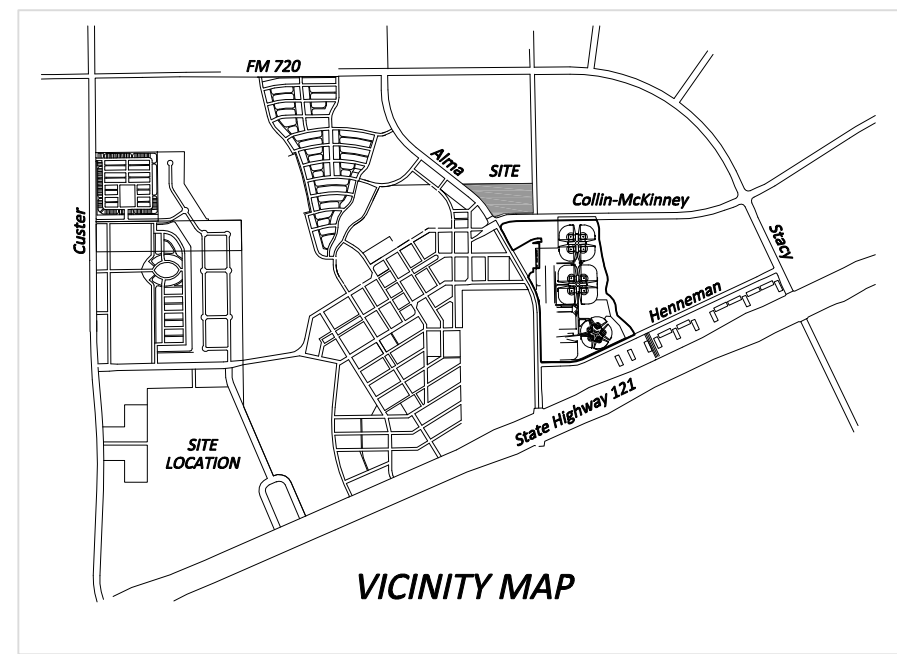 FM 720
Alma
SITE
Collin-McKinney
Custer
Stacy
Henneman
State Highway 121
SITE
LOCATION
VICINITY MAP